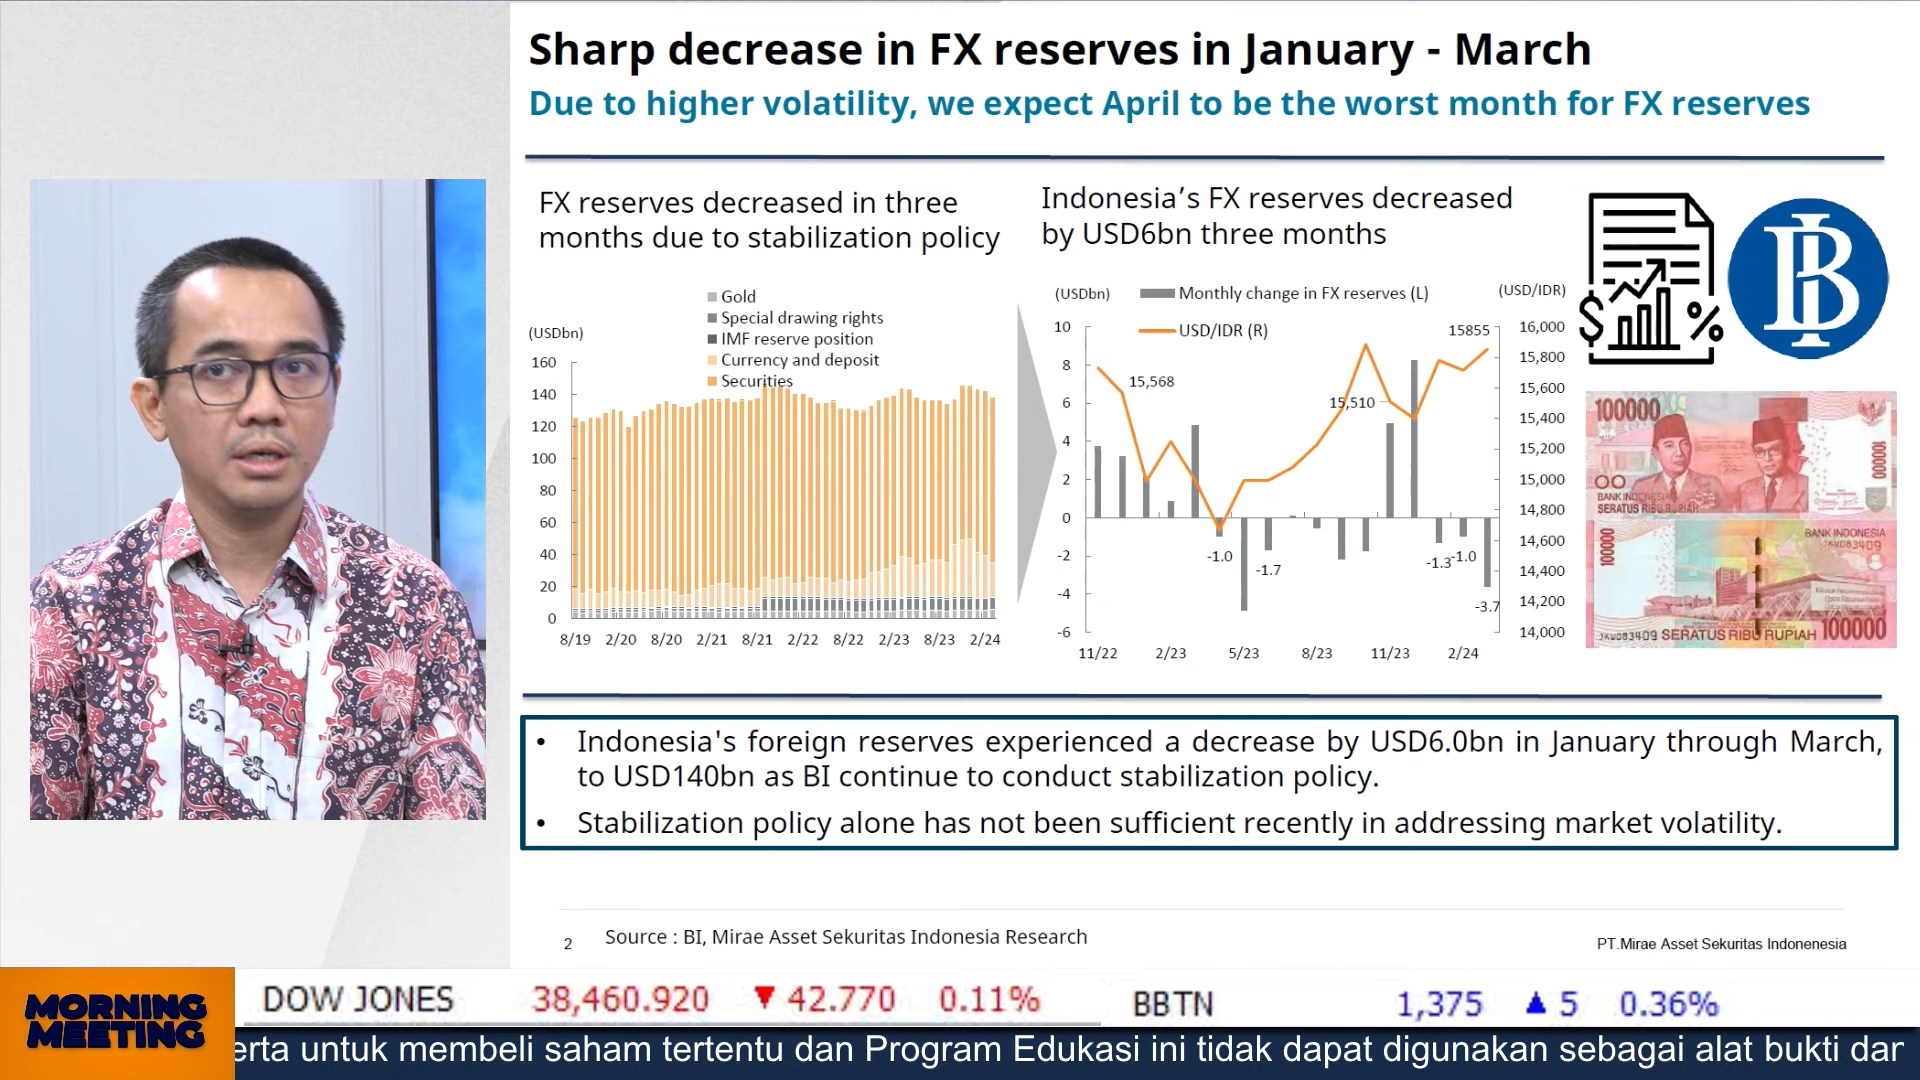 Sharp decrease in FX reserves in January - March
Due to higher volatility, we expect April to be the worst month for FX reserves
FX reserves decreased in three
months due to stabilization policy
Gold
Special drawing rights
IMF reserve position
Currency and deposit
Securities
(USDbn)
160
140
120
100
80
60
40
20
0
8/19 2/20 8/20 2/21 8/21 2/22 8/22 2/23 8/23 2/24
Indonesia’s FX reserves decreased
by USD6bn three months
(USDbn)
Monthly change in FX reserves (L)
(USD/IDR)
USD/IDR (R)
10
8
6
4
2
0
-2
-4
-6
15,568
15,510
15855
-1.0
-1.7
-1.3
-1.0
-3.7
16,000
15,800
15,600
15,400
15,200
15,000
14,800
14,600
14,400
14,200
14,000
11/22 2/23 5/23 8/23 11/23 2/24
$
%
100000
100000
BANK INDONESIA
SERATUS RIBU RUPIAH
BANK INDONESIA
100000
JKU083409 SERATUS RIBU RUPIAH 100000
• Indonesia's foreign reserves experienced a decrease by USD6.0bn in January through March,
to USD140bn as BI continue to conduct stabilization policy.
• Stabilization policy alone has not been sufficient recently in addressing market volatility.
2
Source : BI, Mirae Asset Sekuritas Indonesia Research
PT.Mirae Asset Sekuritas Indonenesia
MORNING
MEETING
DOW JONES 38,460.920 ▼ 42.770 0.11%
BBTN 1,375 ▲ 5 0.36%
erta untuk membeli saham tertentu dan Program Edukasi ini tidak dapat digunakan sebagai alat bukti dar